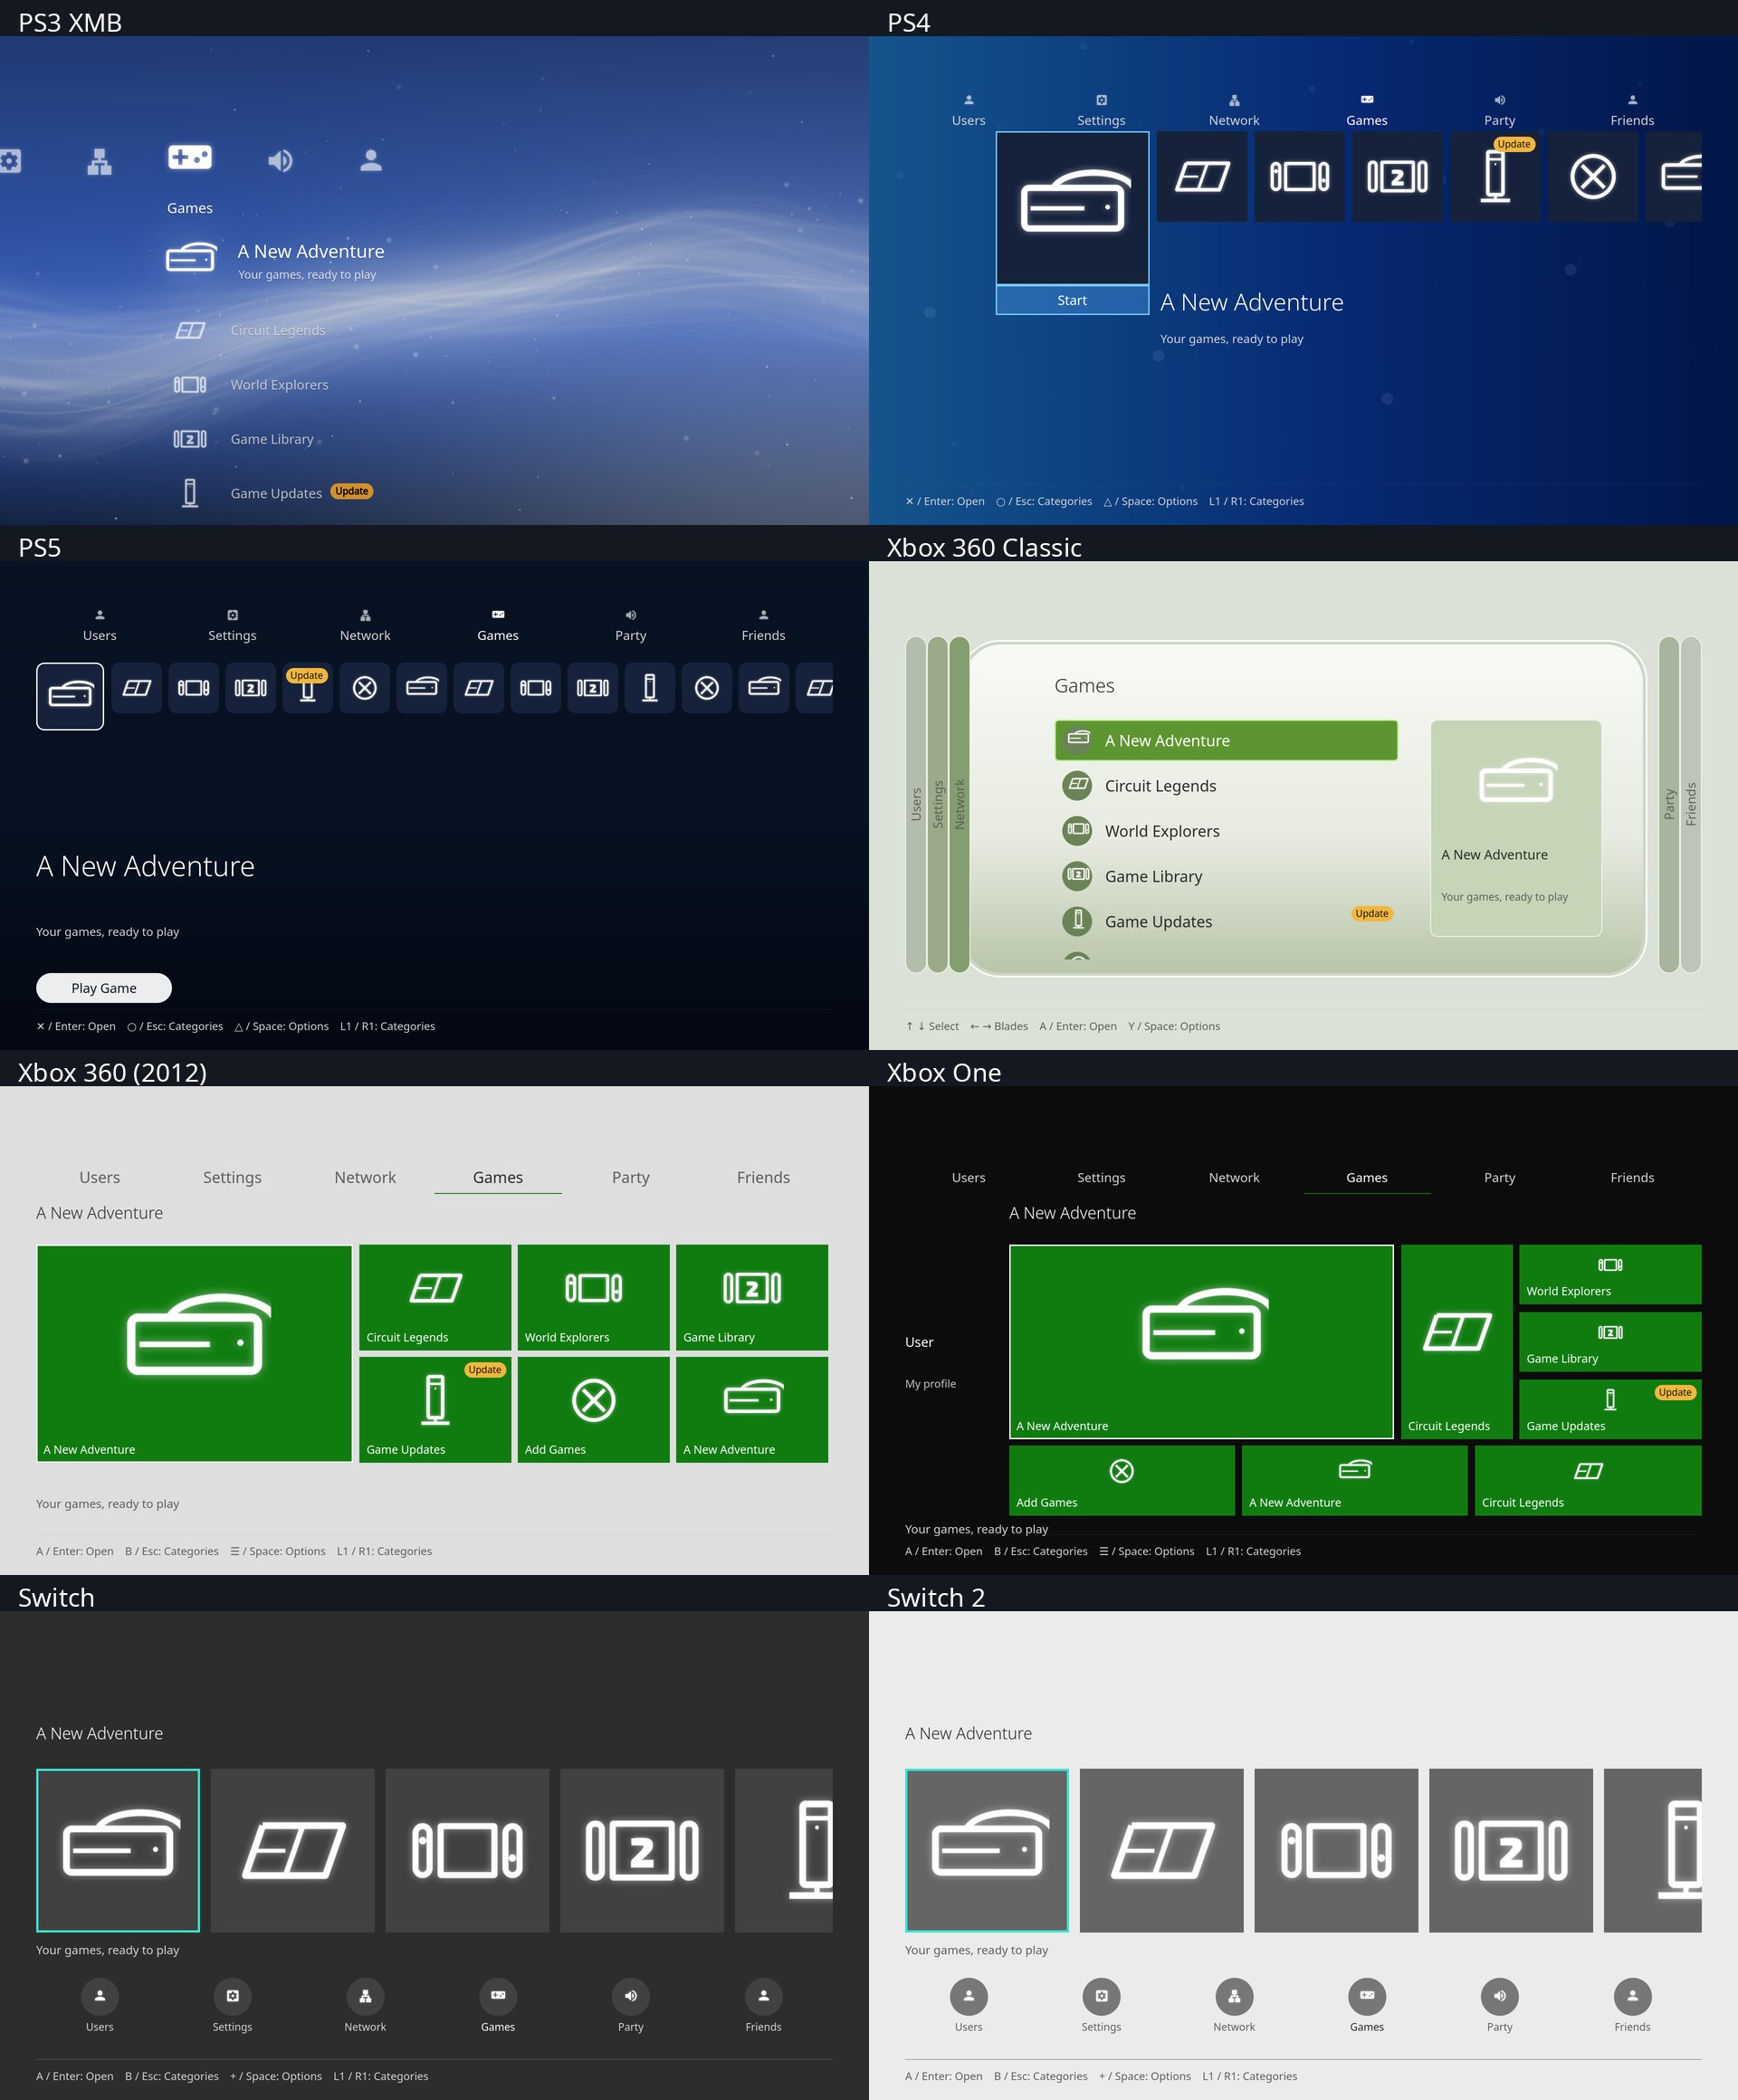 PS3 XMB
Games
A New Adventure
Your games, ready to play
Circuit Legends
World Explorers
Game Library
Game Updates Update
PS4
Users Settings Network Games Party Friends
2 Update
Start
A New Adventure
Your games, ready to play
✕ / Enter: Open ○ / Esc: Categories △ / Space: Options L1 / R1: Categories
PS5
Users Settings Network Games Party Friends
2 Update 2
A New Adventure
Your games, ready to play
Play Game
✕ / Enter: Open ○ / Esc: Categories △ / Space: Options L1 / R1: Categories
Xbox 360 Classic
Users
Settings
Network
Games
A New Adventure
Circuit Legends
World Explorers
Game Library
Game Updates Update
A New Adventure
Your games, ready to play
Party
Friends
↑ ↓ Select ← → Blades A / Enter: Open Y / Space: Options
Xbox 360 (2012)
Users Settings Network Games Party Friends
A New Adventure
Circuit Legends World Explorers Game Library
Update
A New Adventure Game Updates Add Games A New Adventure
Your games, ready to play
A / Enter: Open B / Esc: Categories ☰ / Space: Options L1 / R1: Categories
Xbox One
Users Settings Network Games Party Friends
A New Adventure
User
My profile
A New Adventure
Circuit Legends
World Explorers
Game Library
Game Updates Update
Add Games A New Adventure Circuit Legends
Your games, ready to play
A / Enter: Open B / Esc: Categories ☰ / Space: Options L1 / R1: Categories
Switch
A New Adventure
2
Your games, ready to play
Users Settings Network Games Party Friends
A / Enter: Open B / Esc: Categories + / Space: Options L1 / R1: Categories
Switch 2
A New Adventure
2
Your games, ready to play
Users Settings Network Games Party Friends
A / Enter: Open B / Esc: Categories + / Space: Options L1 / R1: Categories